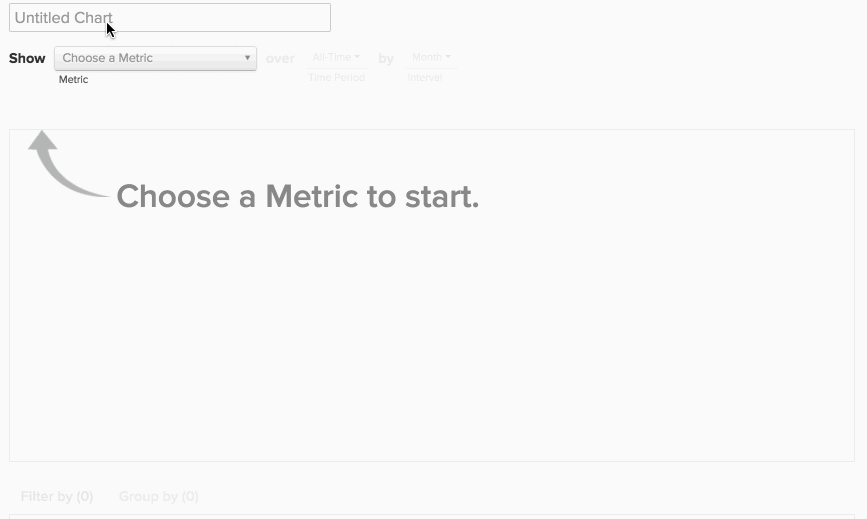 Untitled Chart
Show Choose a Metric ▾ over All-Time ▾ by Month ▾
Metric Time Period Interval
Choose a Metric to start.
Filter by (0) Group by (0)